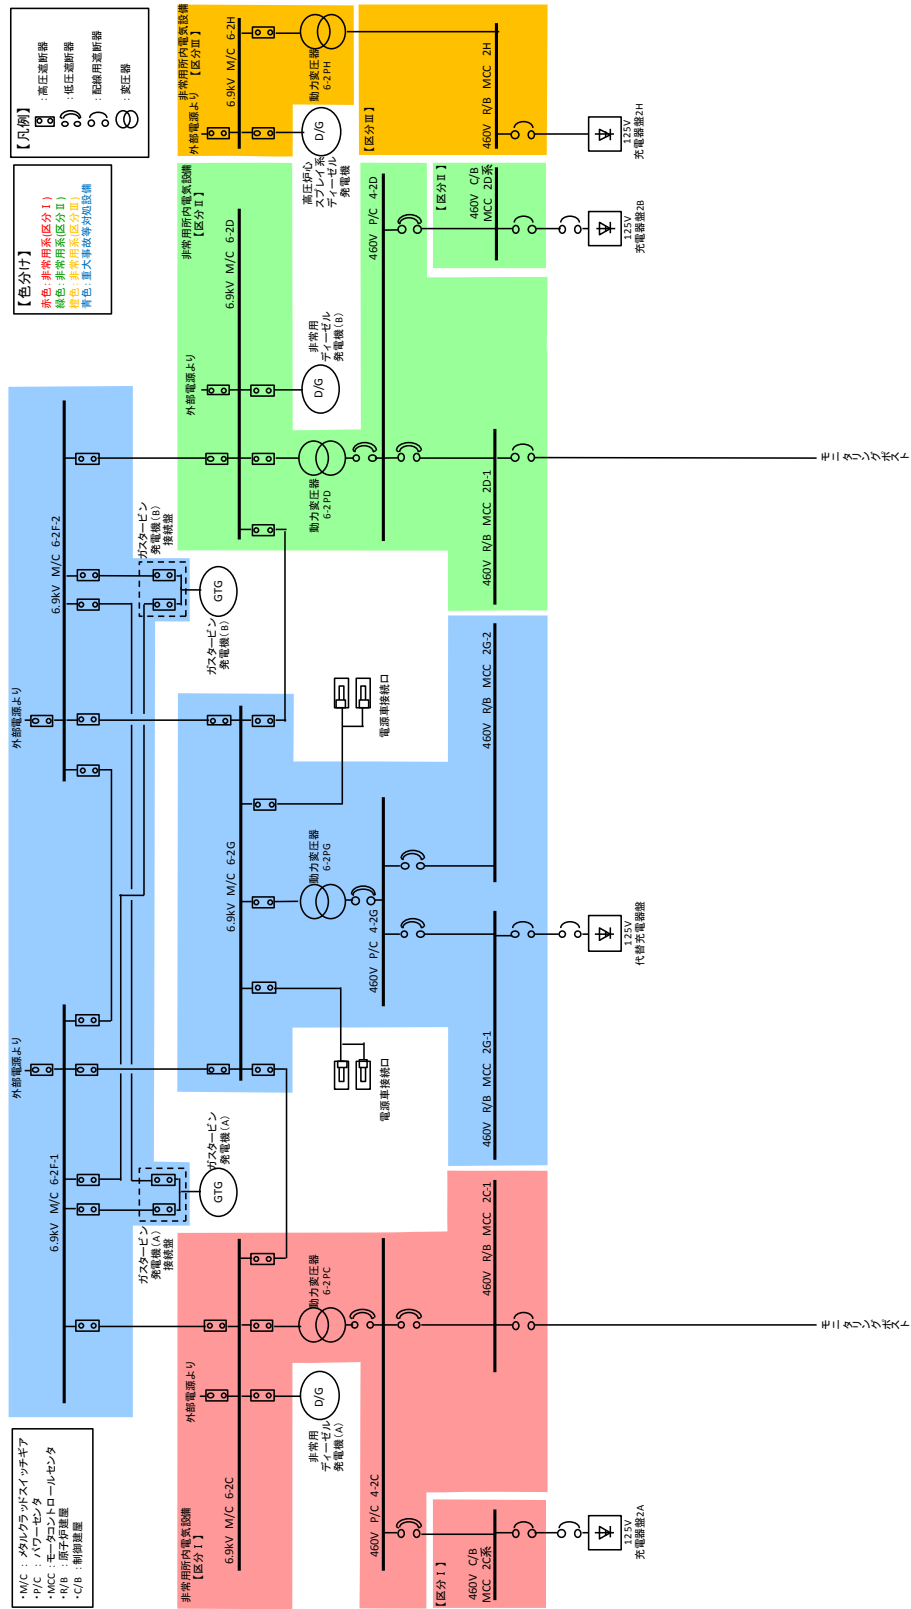 ・M/C ：メタルクラッドスイッチギア
・P/C ：パワーセンタ
・MCC：モータコントロールセンタ
・R/B ：原子炉建屋
・C/B ：制御建屋
【色分け】
赤色：非常用系(区分Ⅰ)
緑色：非常用系(区分Ⅱ)
橙色：非常用系(区分Ⅲ)
青色：重大事故等対処設備
【凡例】
：高圧遮断器
：低圧遮断器
：配線用遮断器
：変圧器
外部電源より
6.9kV M/C 6-2F-1
外部電源より
6.9kV M/C 6-2F-2
ガスタービン
発電機(A)
接続盤
GTG
ガスタービン
発電機(A)
ガスタービン
発電機(B)
接続盤
GTG
ガスタービン
発電機(B)
非常用所内電気設備
【区分Ⅰ】
外部電源より
6.9kV M/C 6-2C
D/G
非常用
ディーゼル
発電機(A)
動力変圧器
6-2PC
460V P/C 4-2C
【区分Ⅰ】
460V C/B
MCC 2C系
460V R/B MCC 2C-1
125V
充電器盤2A
モニタリングポスト
6.9kV M/C 6-2G
電源車接続口
動力変圧器
6-2PG
電源車接続口
460V P/C 4-2G
460V R/B MCC 2G-1
460V R/B MCC 2G-2
125V
代替充電器盤
非常用所内電気設備
【区分Ⅱ】
外部電源より
6.9kV M/C 6-2D
動力変圧器
6-2PD
D/G
非常用
ディーゼル
発電機(B)
460V P/C 4-2D
460V R/B MCC 2D-1
【区分Ⅱ】
460V C/B
MCC 2D系
モニタリングポスト
125V
充電器盤2B
非常用所内電気設備
【区分Ⅲ】
外部電源より
6.9kV M/C 6-2H
D/G
高圧炉心
スプレイ系
ディーゼル
発電機
動力変圧器
6-2PH
【区分Ⅲ】
460V R/B MCC 2H
125V
充電器盤2H